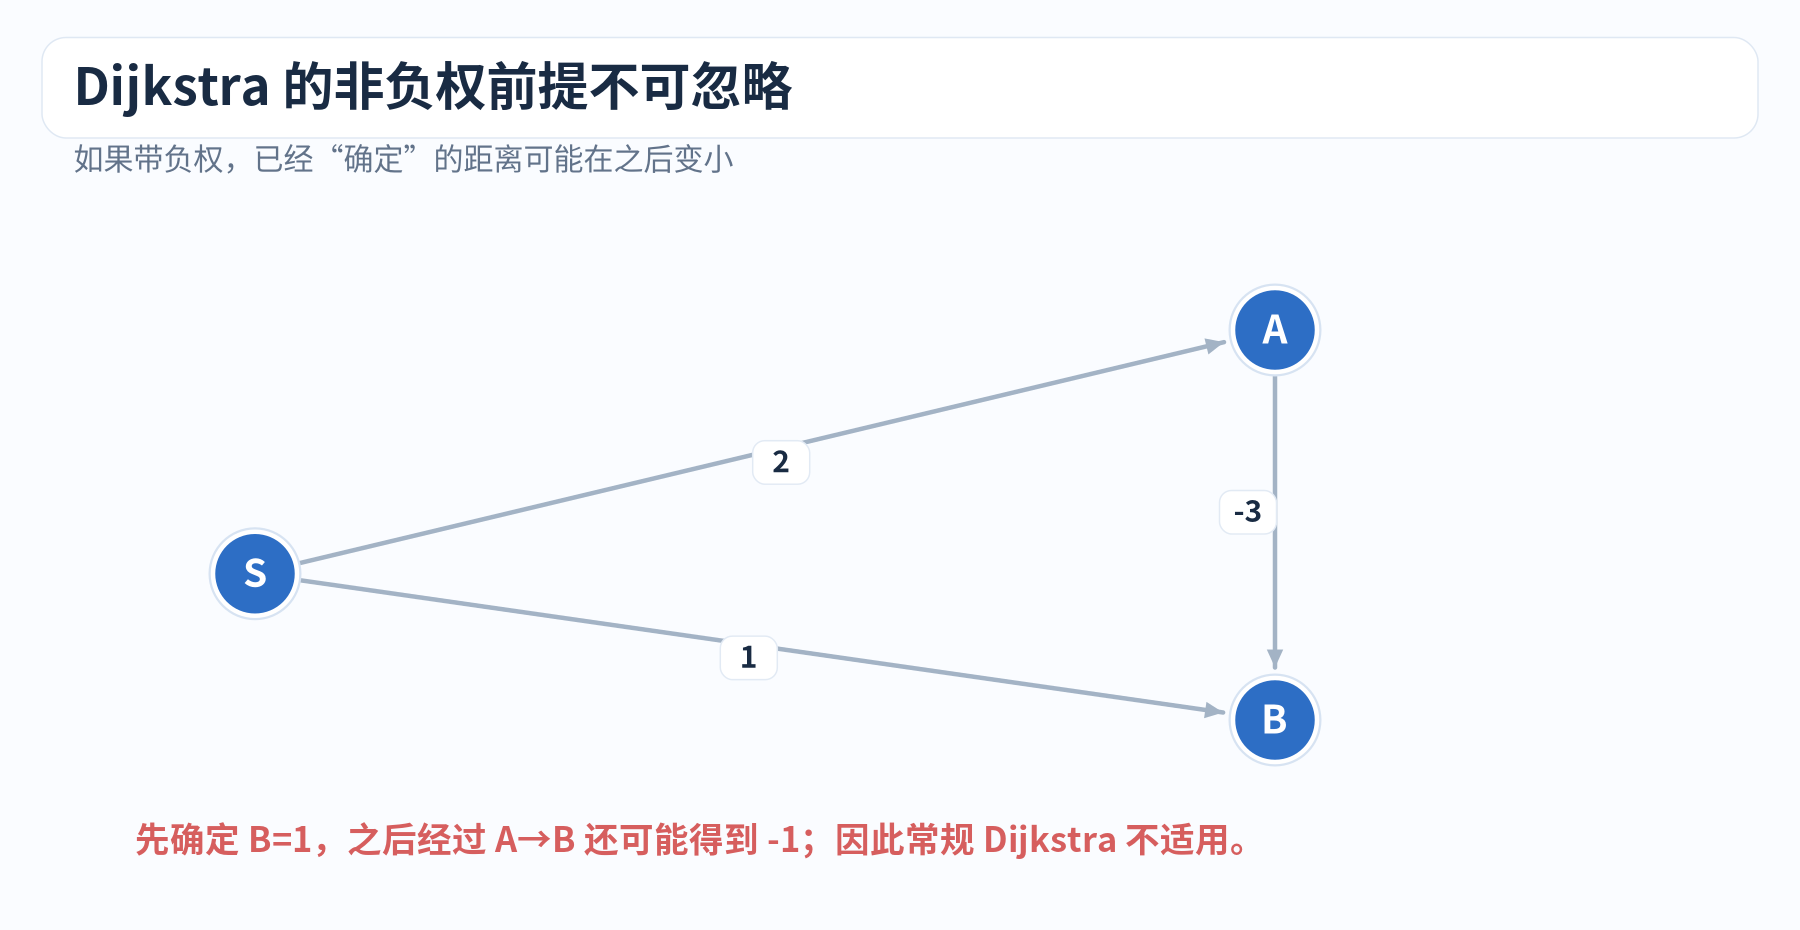 Dijkstra 的非负权前提不可忽略
如果带负权，已经“确定”的距离可能在之后变小
A
2
-3
S
1
B
先确定 B=1，之后经过 A→B 还可能得到 -1；因此常规 Dijkstra 不适用。